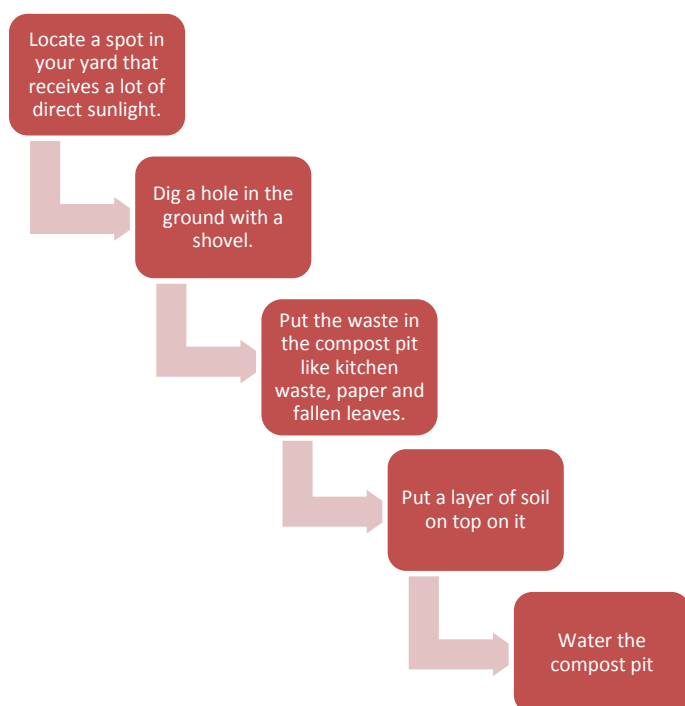 Locate a spot in
your yard that
receives a lot of
direct sunlight.
Dig a hole in the
ground with a
shovel.
Put the waste in
the compost pit
like kitchen
waste, paper and
fallen leaves.
Put a layer of soil
on top on it
Water the
compost pit